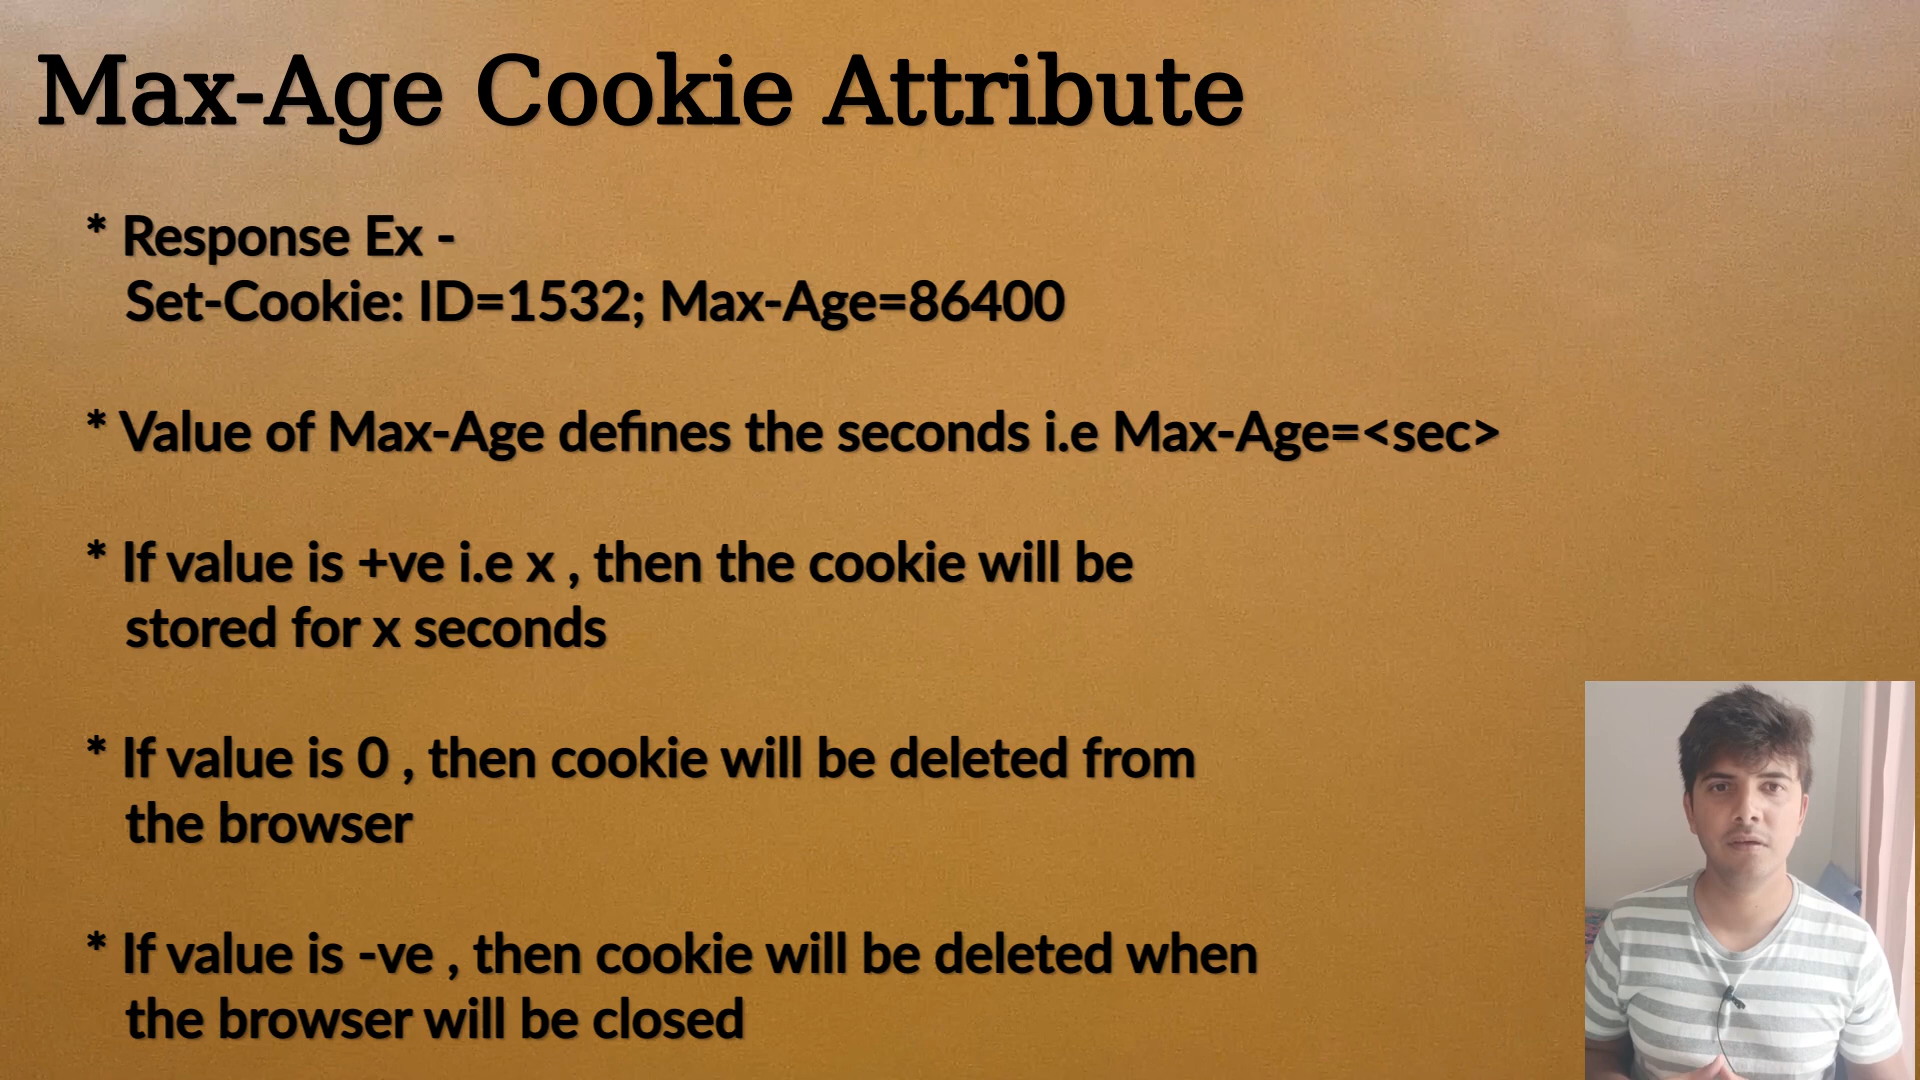 Max-Age Cookie Attribute
* Response Ex -
Set-Cookie: ID=1532; Max-Age=86400
* Value of Max-Age defines the seconds i.e Max-Age=<sec>
* If value is +ve i.e x , then the cookie will be
stored for x seconds
* If value is 0 , then cookie will be deleted from
the browser
* If value is -ve , then cookie will be deleted when
the browser will be closed